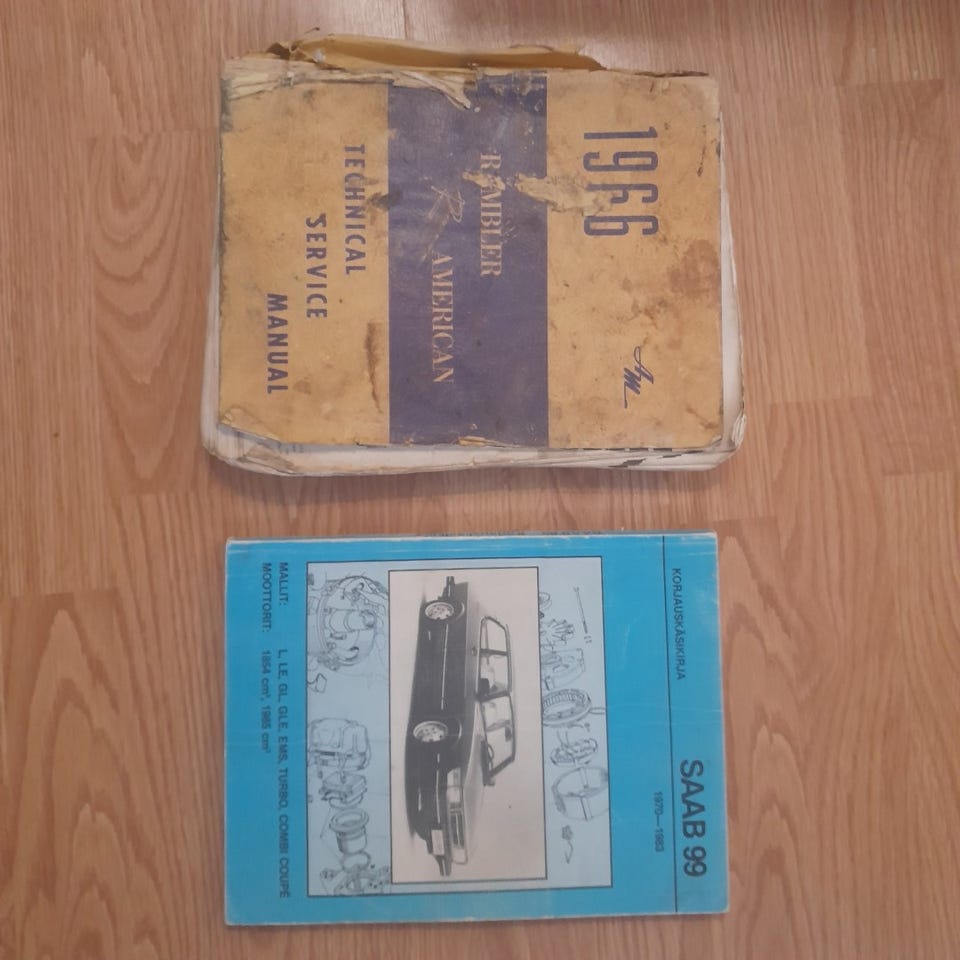 1966
AM
RAMBLER
R
AMERICAN
TECHNICAL
SERVICE
MANUAL
KORJAUSKÄSIKIRJA
SAAB 99
1970—1983
MALLIT: L, LE, GL, GLE, EMS, TURBO, COMBI COUPÉ
MOOTTORIT: 1854 cm³, 1985 cm³